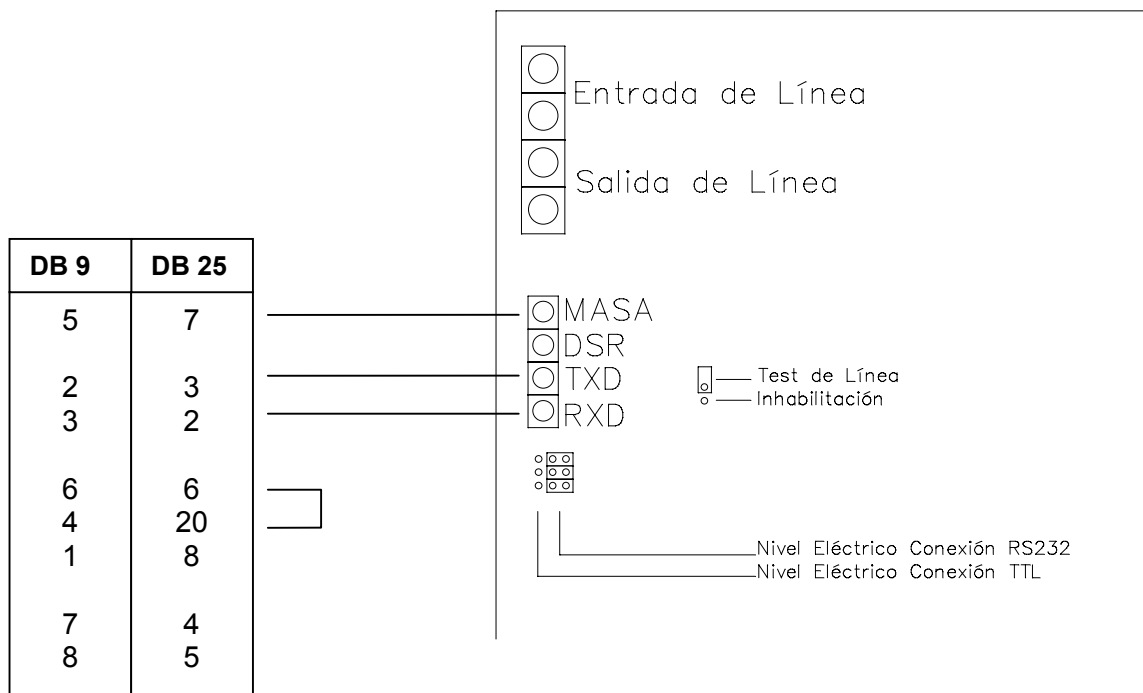 Entrada de Línea
Salida de Línea
DB 9 DB 25
5 7
2 3
3 2
6 6
4 20
1 8
7 4
8 5
MASA
DSR
TXD
RXD
Test de Línea
Inhabilitación
Nivel Eléctrico Conexión RS232
Nivel Eléctrico Conexión TTL